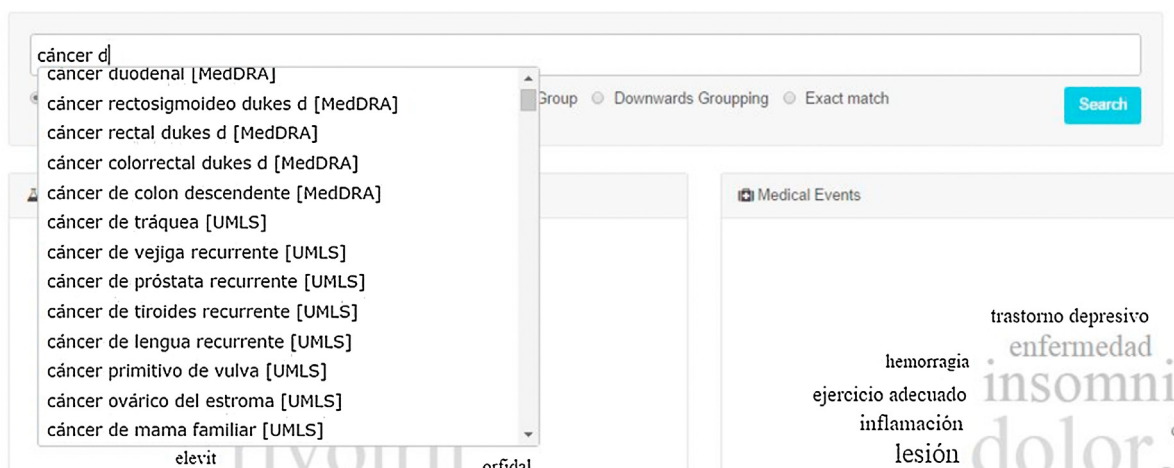 cáncer d
cáncer duodenal [MedDRA]
cáncer rectosigmoideo dukes d [MedDRA]
Group
Downwards Groupping
Exact match
Search
cáncer rectal dukes d [MedDRA]
cáncer colorrectal dukes d [MedDRA]
cáncer de colon descendente [MedDRA]
cáncer de tráquea [UMLS]
cáncer de vejiga recurrente [UMLS]
cáncer de próstata recurrente [UMLS]
cáncer de tiroides recurrente [UMLS]
cáncer de lengua recurrente [UMLS]
cáncer primitivo de vulva [UMLS]
cáncer ovárico del estroma [UMLS]
cáncer de mama familiar [UMLS]
elevit
orfidal
Medical Events
trastorno depresivo
enfermedad
hemorragia
insomni
ejercicio adecuado
inflamación
dolor
lesión